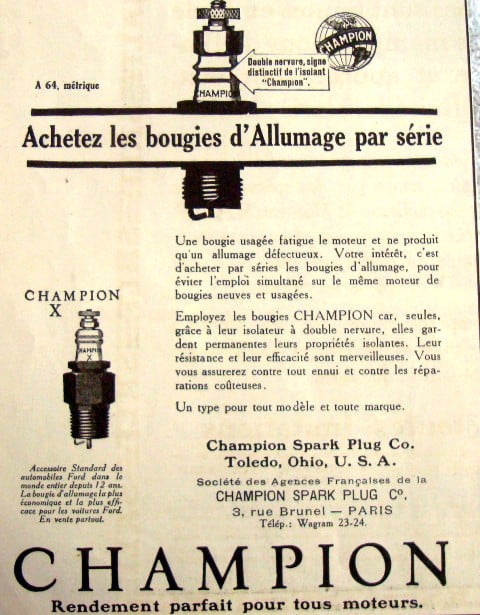 CHAMPION
A 64, métrique
Double nervure, signe
distinctif de l'isolant
"Champion".
CHAMPION
Achetez les bougies d'Allumage par série
Une bougie usagée fatigue le moteur et ne produit
qu'un allumage défectueux. Votre intérêt, c'est
d'acheter par séries les bougies d'allumage, pour
éviter l'emploi simultané sur le même moteur de
bougies neuves et usagées.
Employez les bougies CHAMPION car, seules,
grâce à leur isolateur à double nervure, elles gar-
dent permanentes leurs propriétés isolantes. Leur
résistance et leur efficacité sont merveilleuses. Vous
vous assurerez contre tout ennui et contre les répa-
rations coûteuses.
Un type pour tout modèle et toute marque.
CHAMPION
X
CHAMPION
X
Accessoire Standard des
automobiles Ford dans le
monde entier depuis 12 ans.
La bougie d'allumage la plus
économique et la plus effi-
cace pour les voitures Ford.
En vente partout.
Champion Spark Plug Co.
Toledo, Ohio, U. S. A.
Société des Agences Françaises de la
CHAMPION SPARK PLUG Cº,
3, rue Brunel — PARIS
Télép.: Wagram 23-24.
CHAMPION
Rendement parfait pour tous moteurs.